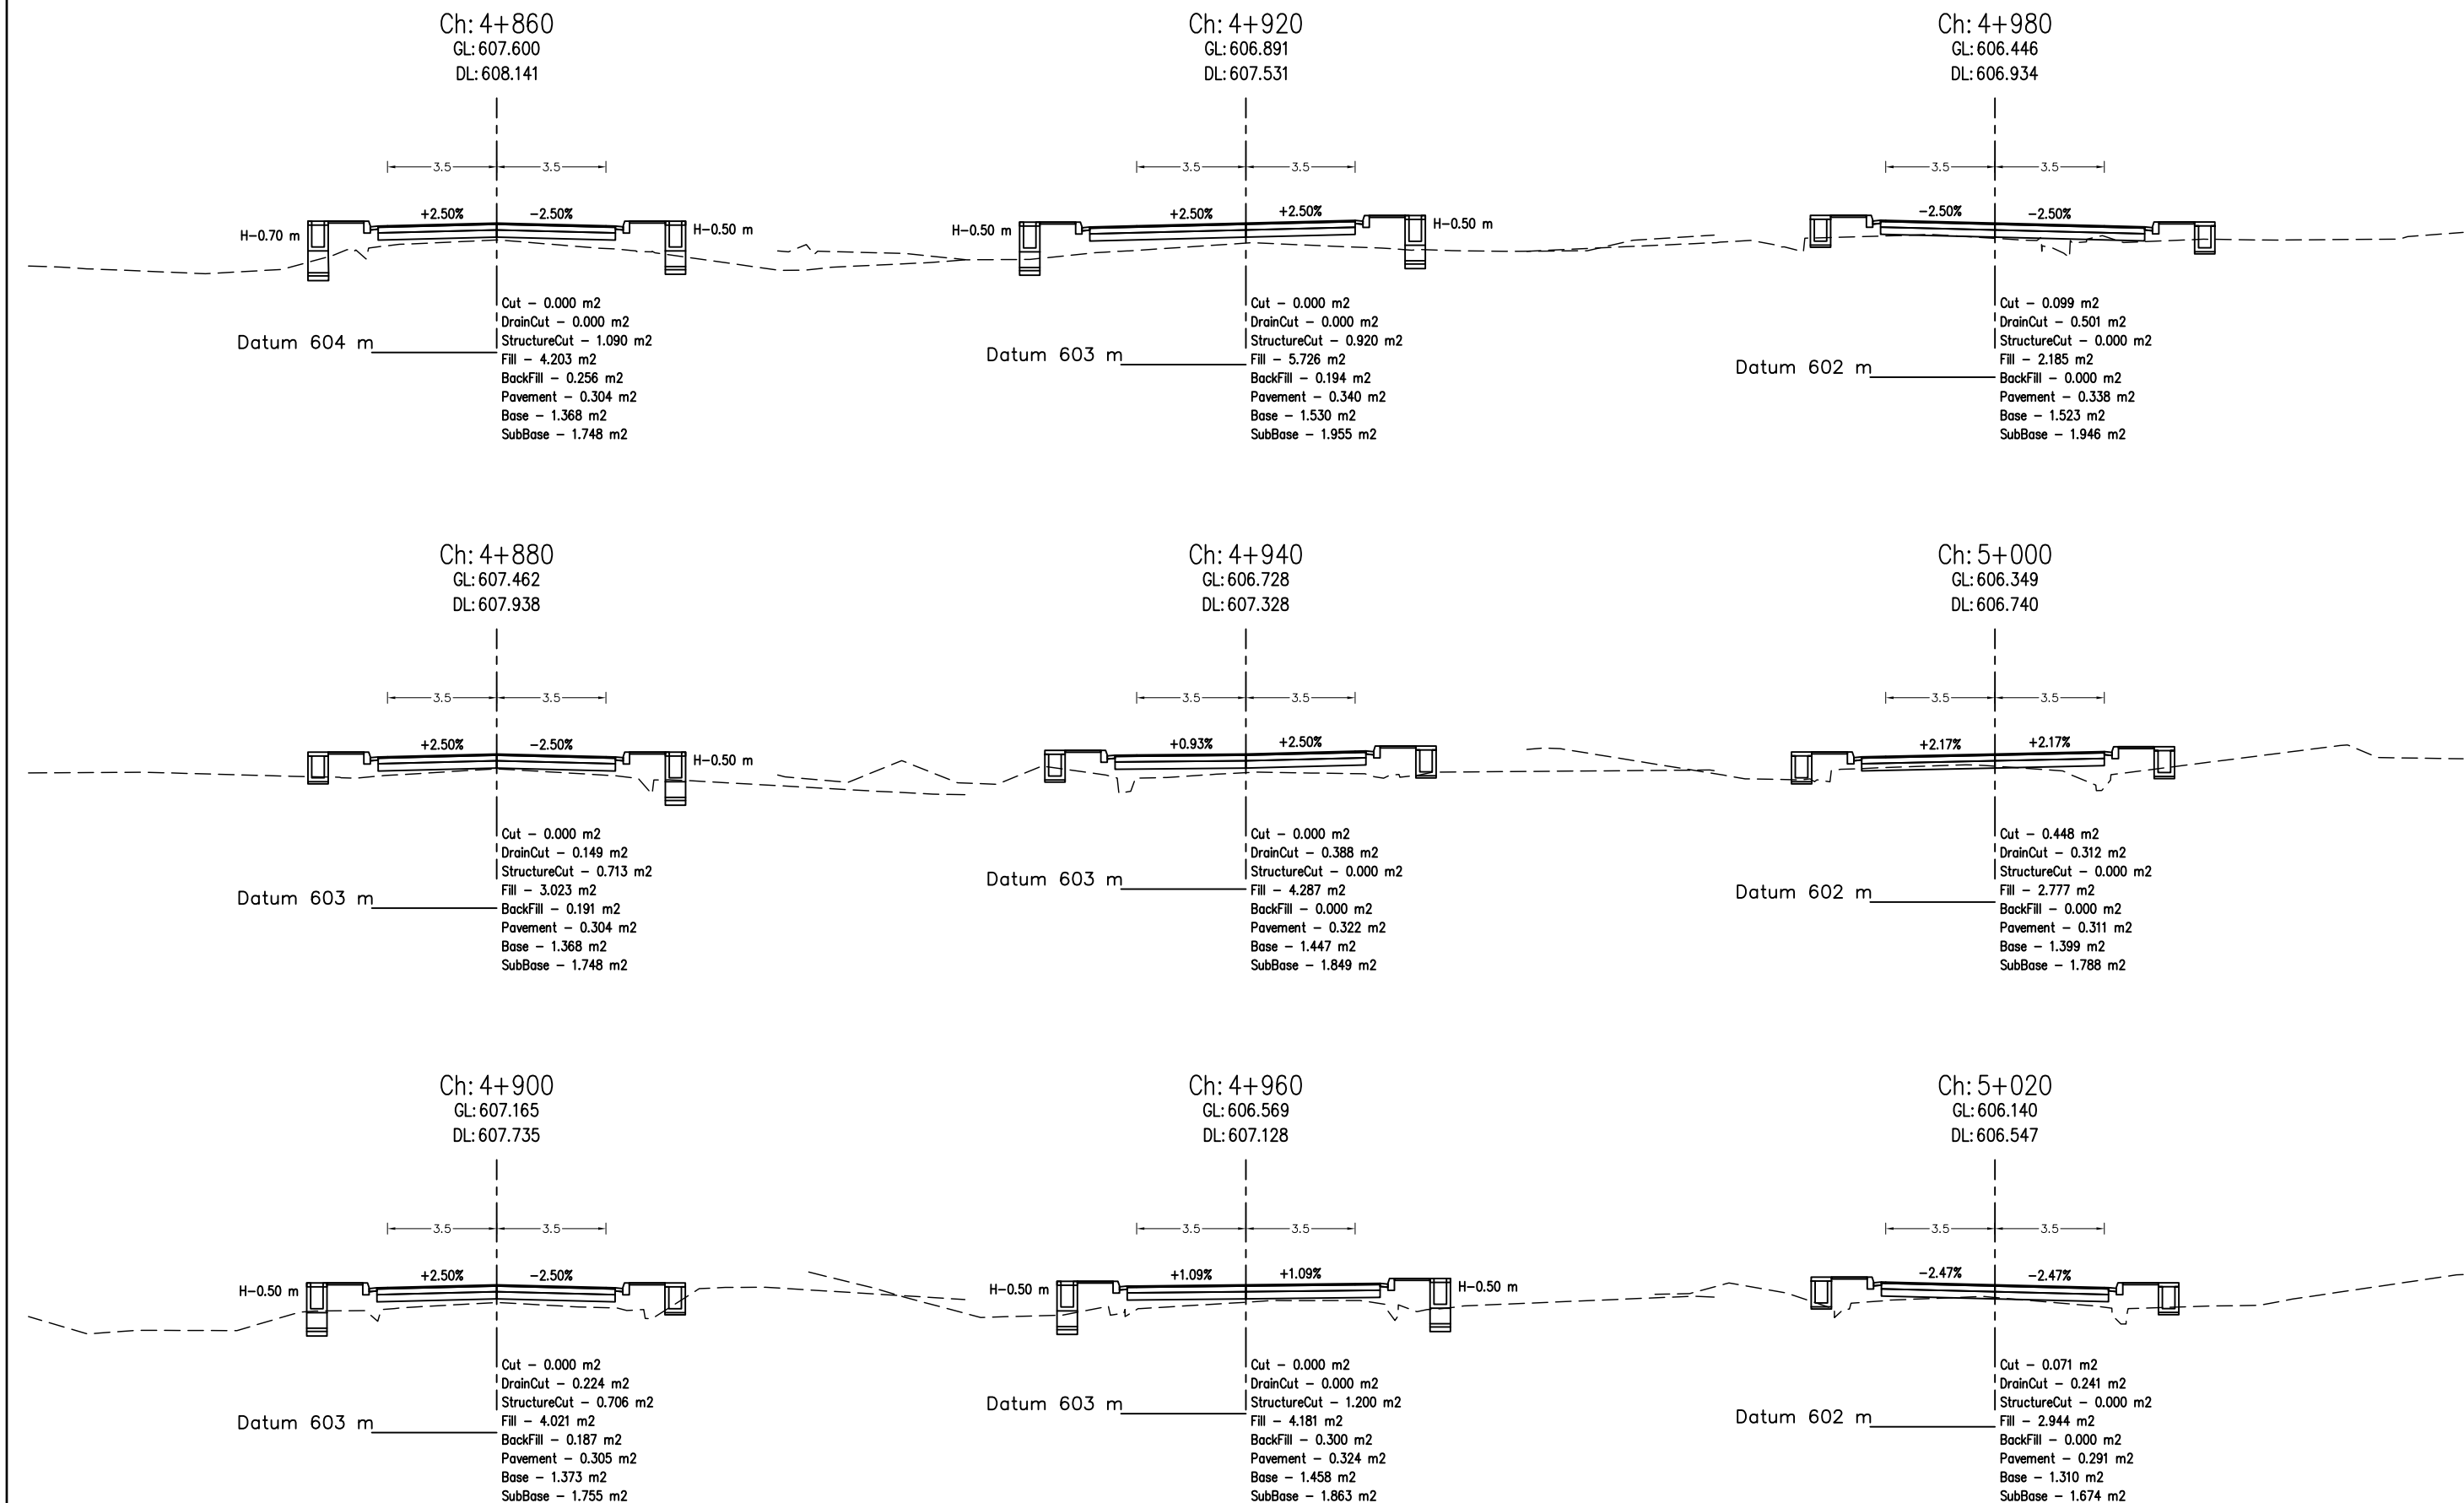 Ch: 4+860
GL: 607.600
DL: 608.141
3.5 3.5
+2.50% -2.50%
H-0.70 m H-0.50 m
Datum 604 m
Cut - 0.000 m2
DrainCut - 0.000 m2
StructureCut - 1.090 m2
Fill - 4.203 m2
BackFill - 0.256 m2
Pavement - 0.304 m2
Base - 1.368 m2
SubBase - 1.748 m2
Ch: 4+880
GL: 607.462
DL: 607.938
3.5 3.5
+2.50% -2.50%
H-0.50 m
Datum 603 m
Cut - 0.000 m2
DrainCut - 0.149 m2
StructureCut - 0.713 m2
Fill - 3.023 m2
BackFill - 0.191 m2
Pavement - 0.304 m2
Base - 1.368 m2
SubBase - 1.748 m2
Ch: 4+900
GL: 607.165
DL: 607.735
3.5 3.5
+2.50% -2.50%
H-0.50 m
Datum 603 m
Cut - 0.000 m2
DrainCut - 0.224 m2
StructureCut - 0.706 m2
Fill - 4.021 m2
BackFill - 0.187 m2
Pavement - 0.305 m2
Base - 1.373 m2
SubBase - 1.755 m2
Ch: 4+920
GL: 606.891
DL: 607.531
3.5 3.5
+2.50% +2.50%
H-0.50 m H-0.50 m
Datum 603 m
Cut - 0.000 m2
DrainCut - 0.000 m2
StructureCut - 0.920 m2
Fill - 5.726 m2
BackFill - 0.194 m2
Pavement - 0.340 m2
Base - 1.530 m2
SubBase - 1.955 m2
Ch: 4+940
GL: 606.728
DL: 607.328
3.5 3.5
+0.93% +2.50%
Datum 603 m
Cut - 0.000 m2
DrainCut - 0.388 m2
StructureCut - 0.000 m2
Fill - 4.287 m2
BackFill - 0.000 m2
Pavement - 0.322 m2
Base - 1.447 m2
SubBase - 1.849 m2
Ch: 4+960
GL: 606.569
DL: 607.128
3.5 3.5
+1.09% +1.09%
H-0.50 m H-0.50 m
Datum 603 m
Cut - 0.000 m2
DrainCut - 0.000 m2
StructureCut - 1.200 m2
Fill - 4.181 m2
BackFill - 0.300 m2
Pavement - 0.324 m2
Base - 1.458 m2
SubBase - 1.863 m2
Ch: 4+980
GL: 606.446
DL: 606.934
3.5 3.5
-2.50% -2.50%
Datum 602 m
Cut - 0.099 m2
DrainCut - 0.501 m2
StructureCut - 0.000 m2
Fill - 2.185 m2
BackFill - 0.000 m2
Pavement - 0.338 m2
Base - 1.523 m2
SubBase - 1.946 m2
Ch: 5+000
GL: 606.349
DL: 606.740
3.5 3.5
+2.17% +2.17%
Datum 602 m
Cut - 0.448 m2
DrainCut - 0.312 m2
StructureCut - 0.000 m2
Fill - 2.777 m2
BackFill - 0.000 m2
Pavement - 0.311 m2
Base - 1.399 m2
SubBase - 1.788 m2
Ch: 5+020
GL: 606.140
DL: 606.547
3.5 3.5
-2.47% -2.47%
Datum 602 m
Cut - 0.071 m2
DrainCut - 0.241 m2
StructureCut - 0.000 m2
Fill - 2.944 m2
BackFill - 0.000 m2
Pavement - 0.291 m2
Base - 1.310 m2
SubBase - 1.674 m2